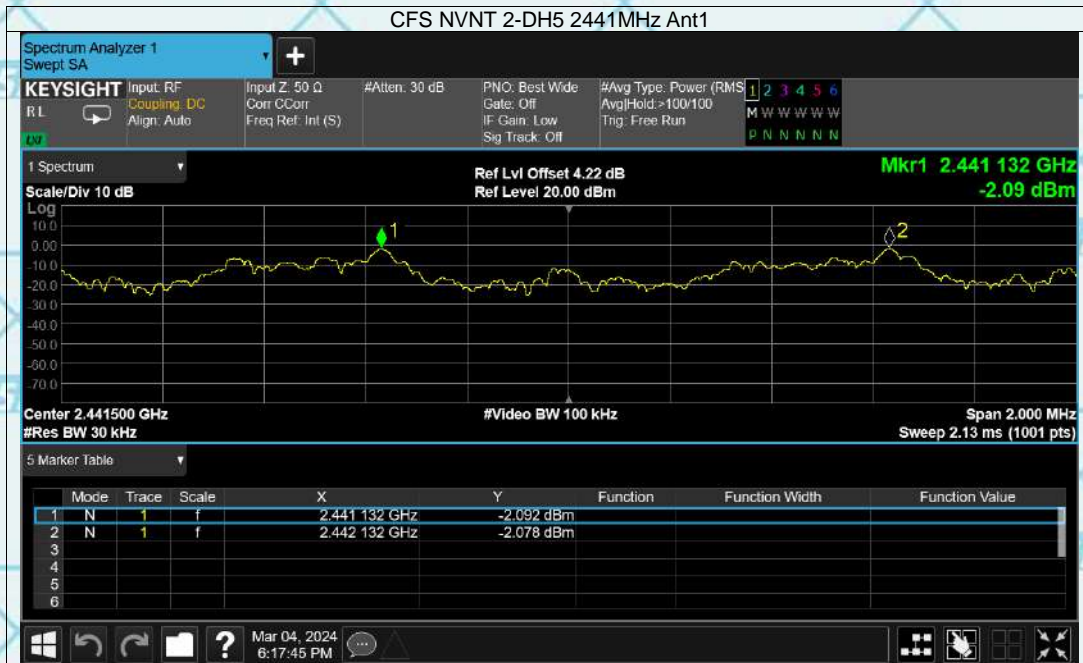 CFS NVNT 2-DH5 2441MHz Ant1
Spectrum Analyzer 1
Swept SA
+
KEYSIGHT
R L
LXI
Input: RF
Coupling: DC
Align: Auto
Input Z: 50 Ω
Corr CCorr
Freq Ref: Int (S)
#Atten: 30 dB
PNO: Best Wide
Gate: Off
IF Gain: Low
Sig Track: Off
#Avg Type: Power (RMS
Avg|Hold:>100/100
Trig: Free Run
1 2 3 4 5 6
M W W W W W
P N N N N N
1 Spectrum
Scale/Div 10 dB
Ref Lvl Offset 4.22 dB
Ref Level 20.00 dBm
Mkr1 2.441 132 GHz
-2.09 dBm
Log
10.0
0.00
-10.0
-20.0
-30.0
-40.0
-50.0
-60.0
-70.0
1
2
Center 2.441500 GHz
#Video BW 100 kHz
Span 2.000 MHz
#Res BW 30 kHz
Sweep 2.13 ms (1001 pts)
5 Marker Table
Mode Trace Scale X Y Function Function Width Function Value
1 N 1 f 2.441 132 GHz -2.092 dBm
2 N 1 f 2.442 132 GHz -2.078 dBm
3
4
5
6
?
Mar 04, 2024
6:17:45 PM